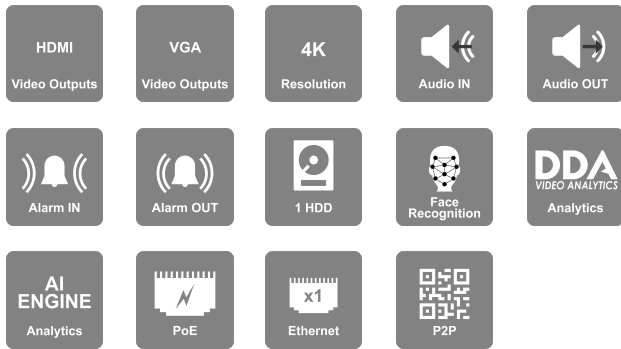 HDMI
Video Outputs
VGA
Video Outputs
4K
Resolution
Audio IN
Audio OUT
Alarm IN
Alarm OUT
1 HDD
Face
Recognition
DDA
VIDEO ANALYTICS
Analytics
AI
ENGINE
Analytics
PoE
x1
Ethernet
P2P